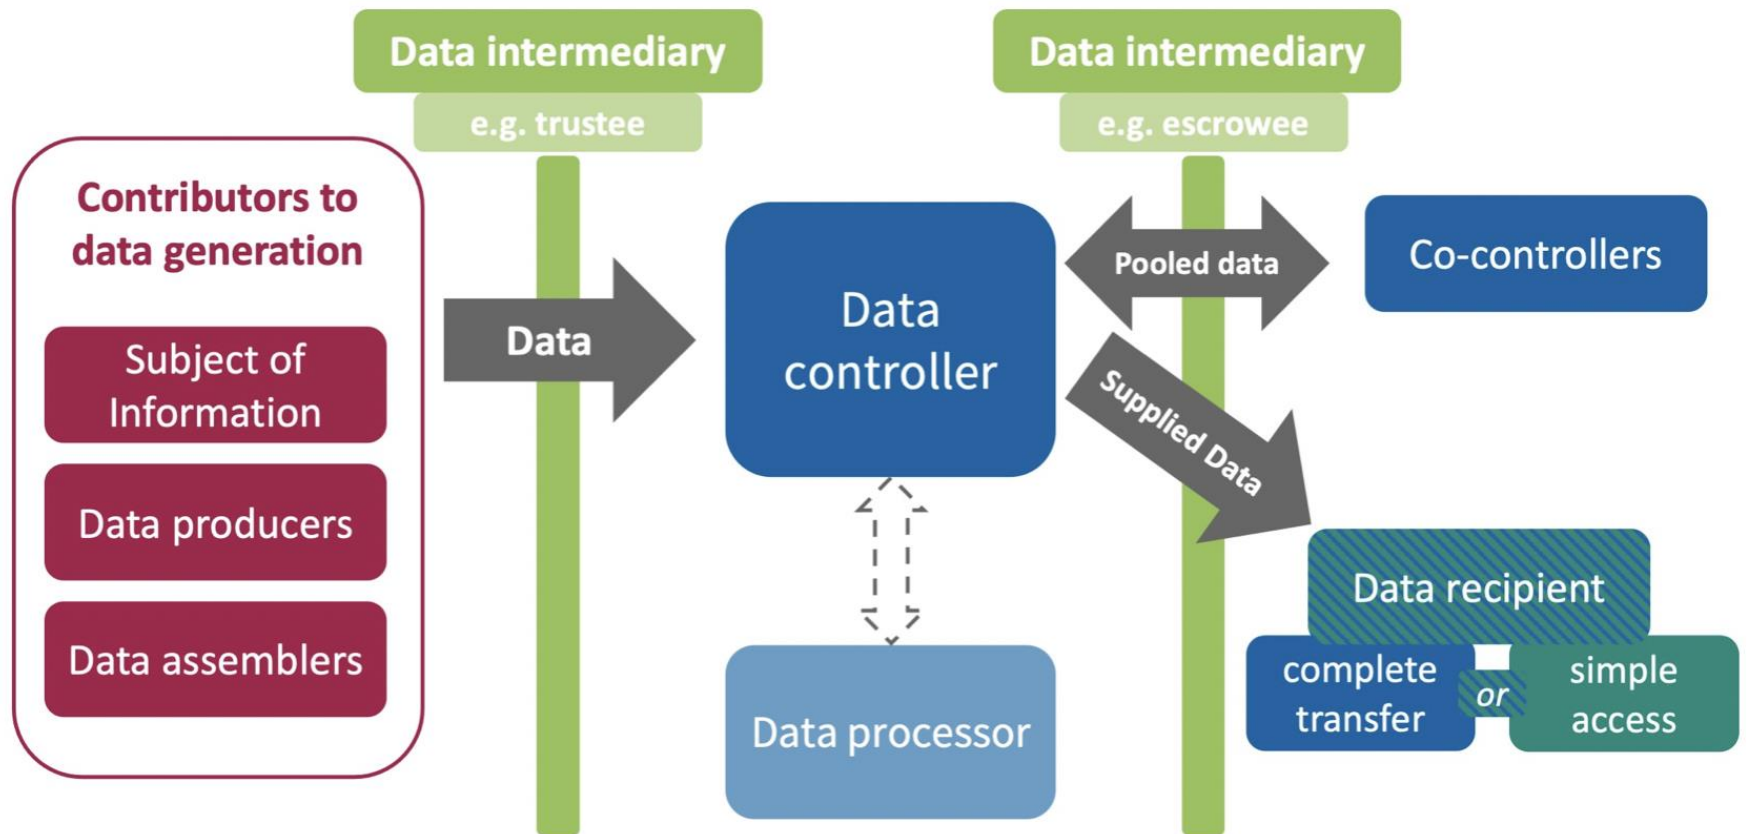 Data intermediary
e.g. trustee
Data intermediary
e.g. escrowee
Contributors to
data generation
Subject of
Information
Data producers
Data assemblers
Data
Data
controller
Data processor
Pooled data
Co-controllers
Supplied Data
Data recipient
complete
transfer
or
simple
access